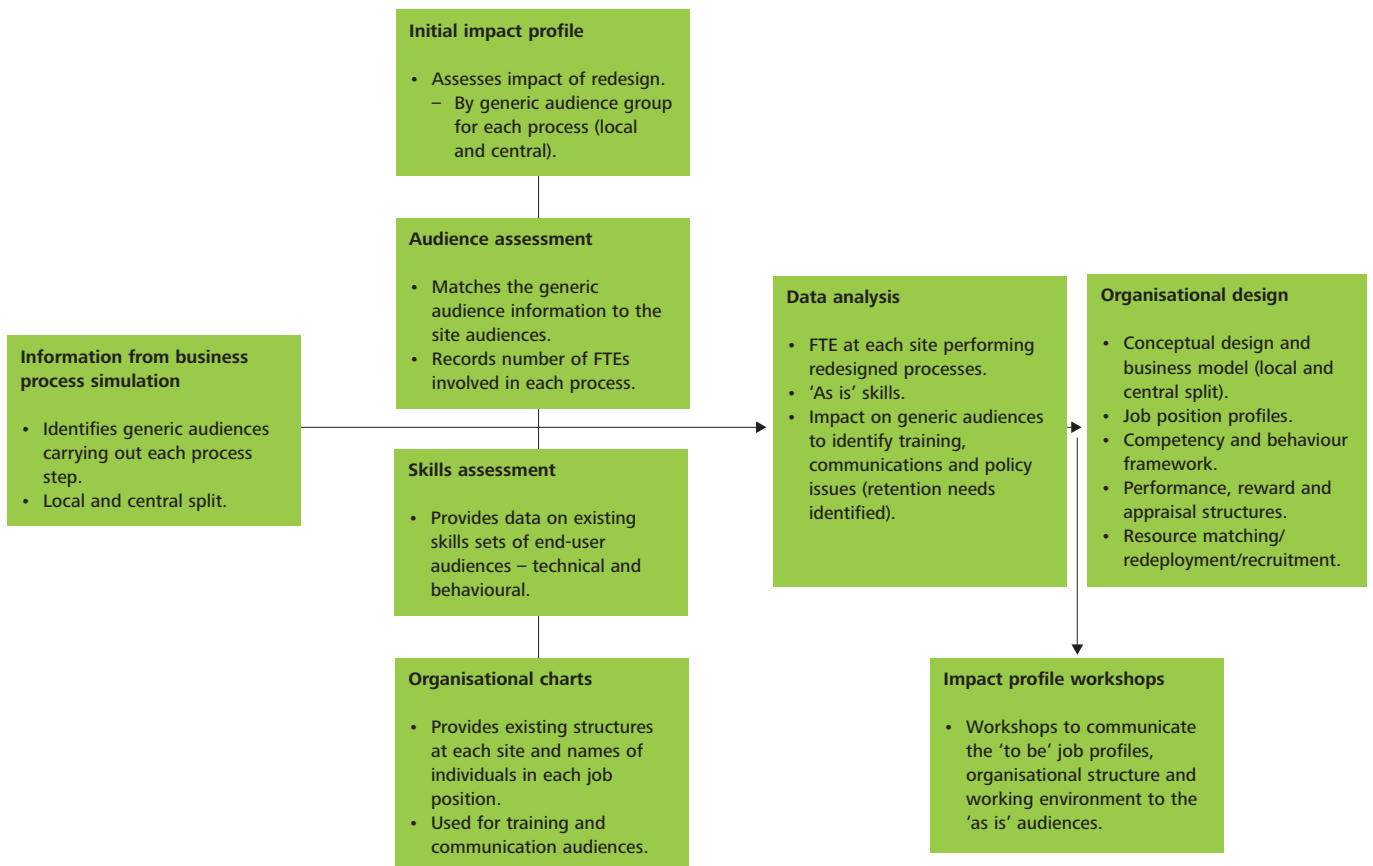 Initial impact profile
• Assesses impact of redesign.
– By generic audience group
for each process (local
and central).
Audience assessment
• Matches the generic
audience information to the
site audiences.
• Records number of FTEs
involved in each process.
Information from business
process simulation
• Identifies generic audiences
carrying out each process
step.
• Local and central split.
Skills assessment
• Provides data on existing
skills sets of end-user
audiences – technical and
behavioural.
Organisational charts
• Provides existing structures
at each site and names of
individuals in each job
position.
• Used for training and
communication audiences.
Data analysis
• FTE at each site performing
redesigned processes.
• ‘As is’ skills.
• Impact on generic audiences
to identify training,
communications and policy
issues (retention needs
identified).
Organisational design
• Conceptual design and
business model (local and
central split).
• Job position profiles.
• Competency and behaviour
framework.
• Performance, reward and
appraisal structures.
• Resource matching/
redeployment/recruitment.
Impact profile workshops
• Workshops to communicate
the ‘to be’ job profiles,
organisational structure and
working environment to the
‘as is’ audiences.